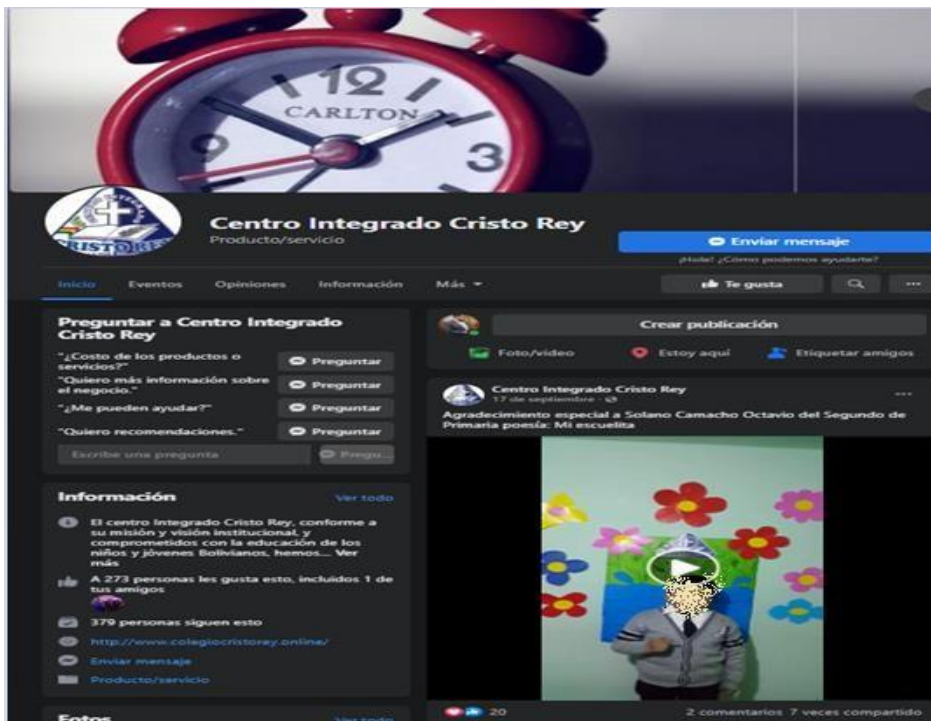 12
CARLTON
9
3
CRISTO REY
Centro Integrado Cristo Rey
Producto/servicio
Enviar mensaje
¡Hola! ¿Cómo podemos ayudarte?
Inicio Eventos Opiniones Información Más
Te gusta
Preguntar a Centro Integrado
Cristo Rey
"¿Costo de los productos o
servicios?"
Preguntar
"Quiero más información sobre
el negocio."
Preguntar
"¿Me pueden ayudar?"
Preguntar
"Quiero recomendaciones."
Preguntar
Escribe una pregunta
Pregu...
Información
Ver todo
El centro Integrado Cristo Rey, conforme a
su misión y visión institucional, y
comprometidos con la educación de los
niños y jóvenes Bolivianos, hemos... Ver
más
A 273 personas les gusta esto, incluidos 1 de
tus amigos
379 personas siguen esto
http://www.colegiocristorey.online/
Enviar mensaje
Producto/servicio
Fotos
Ver todo
Crear publicación
Foto/video
Estoy aquí
Etiquetar amigos
Centro Integrado Cristo Rey
17 de septiembre
Agradecimiento especial a Solano Camacho Octavio del Segundo de
Primaria poesía: Mi escuelita
20
2 comentarios 7 veces compartido